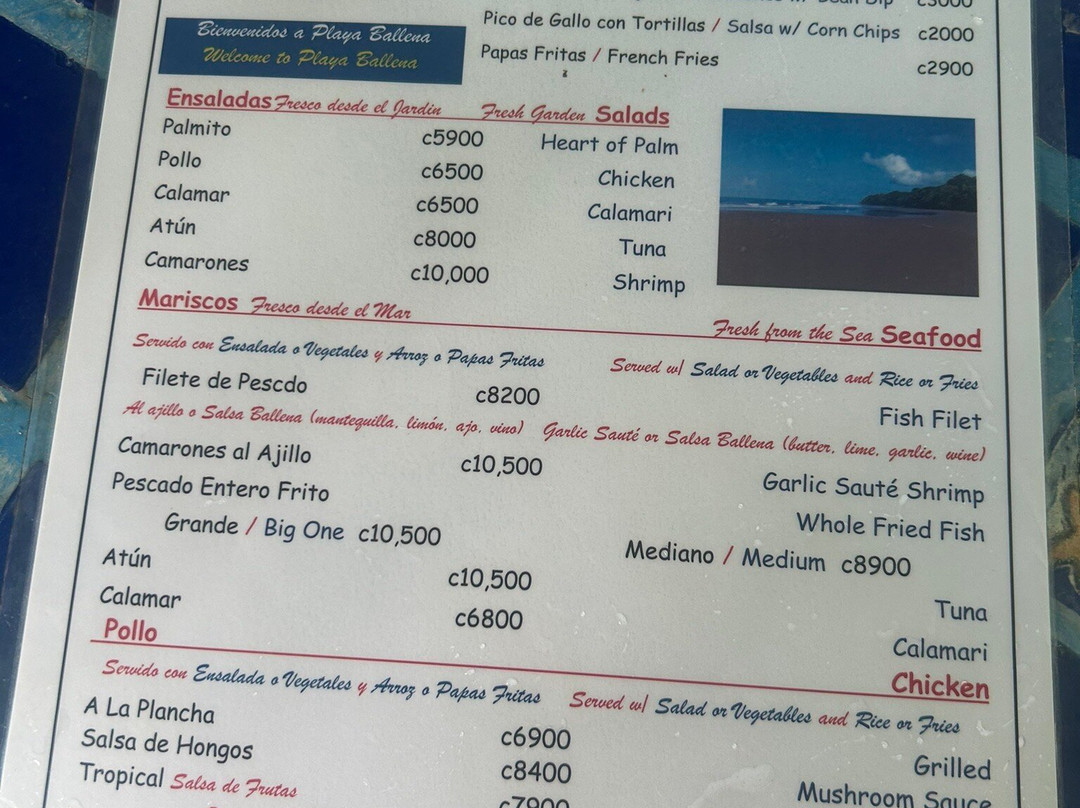 c3000
Pico de Gallo con Tortillas / Salsa w/ Corn Chips c2000
Papas Fritas / French Fries c2900
Bienvenidos a Playa Ballena
Welcome to Playa Ballena
Ensaladas Fresco desde el Jardin Fresh Garden Salads
Palmito c5900 Heart of Palm
Pollo c6500 Chicken
Calamar c6500 Calamari
Atún c8000 Tuna
Camarones c10,000 Shrimp
Mariscos Fresco desde el Mar Fresh from the Sea Seafood
Servido con Ensalada o Vegetales y Arroz o Papas Fritas Served w/ Salad or Vegetables and Rice or Fries
Filete de Pescdo c8200 Fish Filet
Al ajillo o Salsa Ballena (mantequilla, limón, ajo, vino) Garlic Sauté or Salsa Ballena (butter, lime, garlic, wine)
Camarones al Ajillo c10,500 Garlic Sauté Shrimp
Pescado Entero Frito Whole Fried Fish
Grande / Big One c10,500 Mediano / Medium c8900
Atún c10,500 Tuna
Calamar c6800 Calamari
Pollo Chicken
Servido con Ensalada o Vegetales y Arroz o Papas Fritas Served w/ Salad or Vegetables and Rice or Fries
A La Plancha c6900 Grilled
Salsa de Hongos c8400 Mushroom Sauce
Tropical Salsa de Frutas c7900